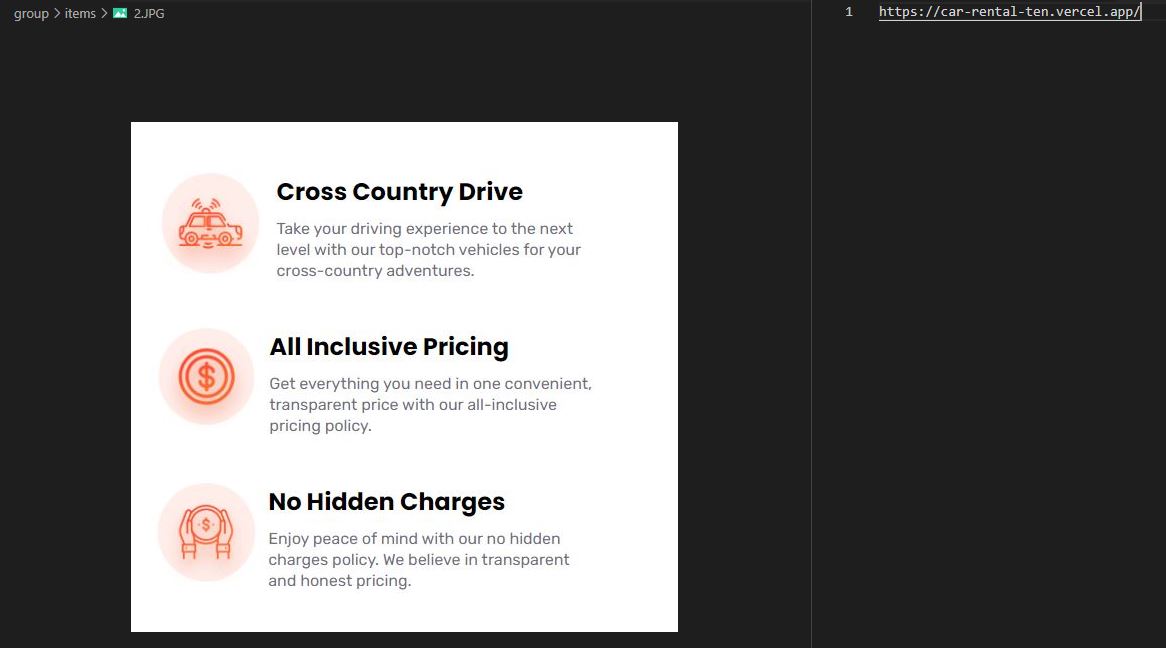 group > items > 2.JPG
Cross Country Drive
Take your driving experience to the next
level with our top-notch vehicles for your
cross-country adventures.
$
All Inclusive Pricing
Get everything you need in one convenient,
transparent price with our all-inclusive
pricing policy.
$
No Hidden Charges
Enjoy peace of mind with our no hidden
charges policy. We believe in transparent
and honest pricing.
1 https://car-rental-ten.vercel.app/